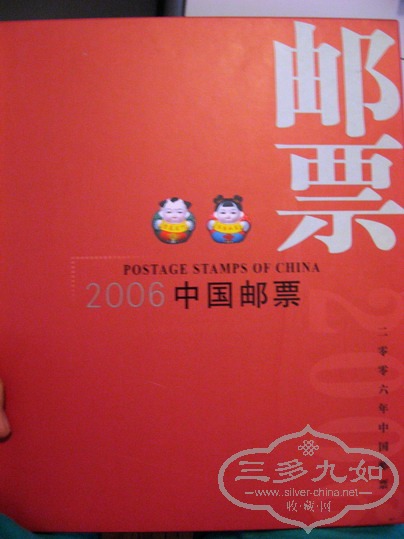 邮票
POSTAGE STAMPS OF CHINA
2006 中国邮票
2006
二零零六年中国邮票
三多九如
www.silver-china.net
收·藏·网